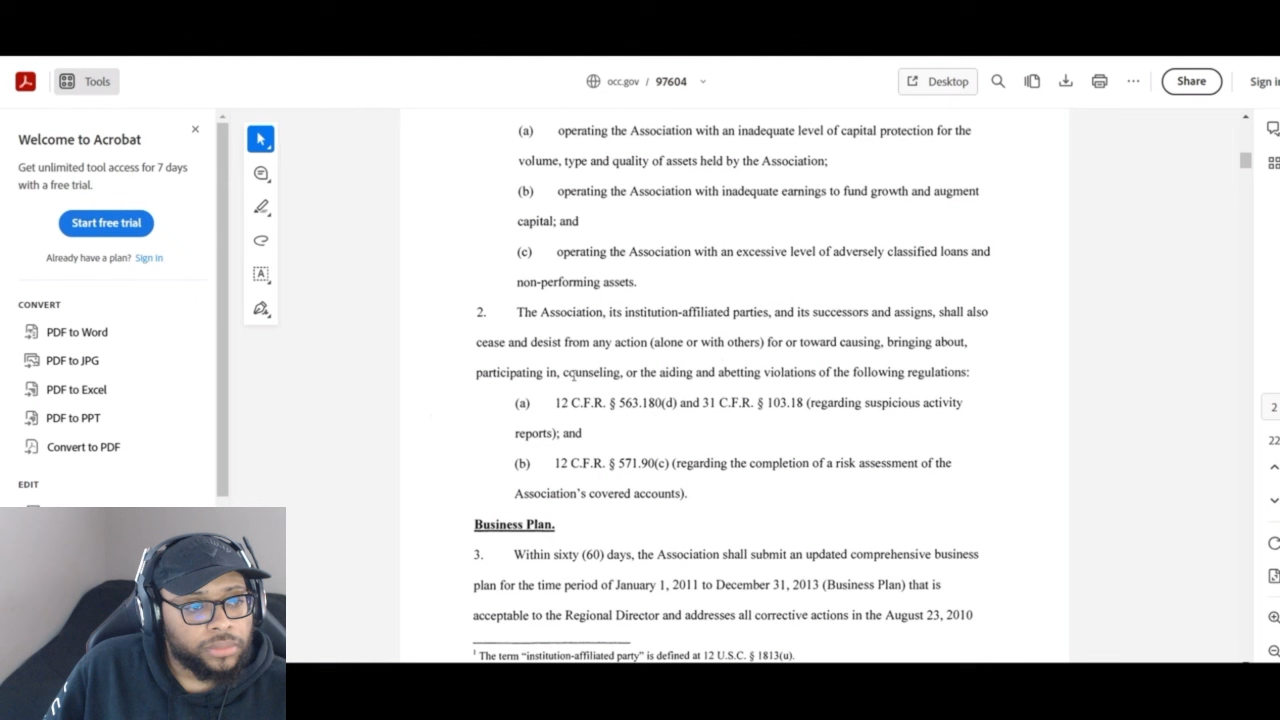 Tools
occ.gov / 97604
Desktop
Share
Sign in
Welcome to Acrobat
Get unlimited tool access for 7 days
with a free trial.
Start free trial
Already have a plan? Sign in
CONVERT
PDF to Word
PDF to JPG
PDF to Excel
PDF to PPT
Convert to PDF
EDIT
(a) operating the Association with an inadequate level of capital protection for the
volume, type and quality of assets held by the Association;
(b) operating the Association with inadequate earnings to fund growth and augment
capital; and
(c) operating the Association with an excessive level of adversely classified loans and
non-performing assets.
2. The Association, its institution-affiliated parties, and its successors and assigns, shall also
cease and desist from any action (alone or with others) for or toward causing, bringing about,
participating in, counseling, or the aiding and abetting violations of the following regulations:
(a) 12 C.F.R. § 563.180(d) and 31 C.F.R. § 103.18 (regarding suspicious activity
reports); and
(b) 12 C.F.R. § 571.90(c) (regarding the completion of a risk assessment of the
Association's covered accounts).
Business Plan.
3. Within sixty (60) days, the Association shall submit an updated comprehensive business
plan for the time period of January 1, 2011 to December 31, 2013 (Business Plan) that is
acceptable to the Regional Director and addresses all corrective actions in the August 23, 2010
1 The term "institution-affiliated party" is defined at 12 U.S.C. § 1813(u).
2
22